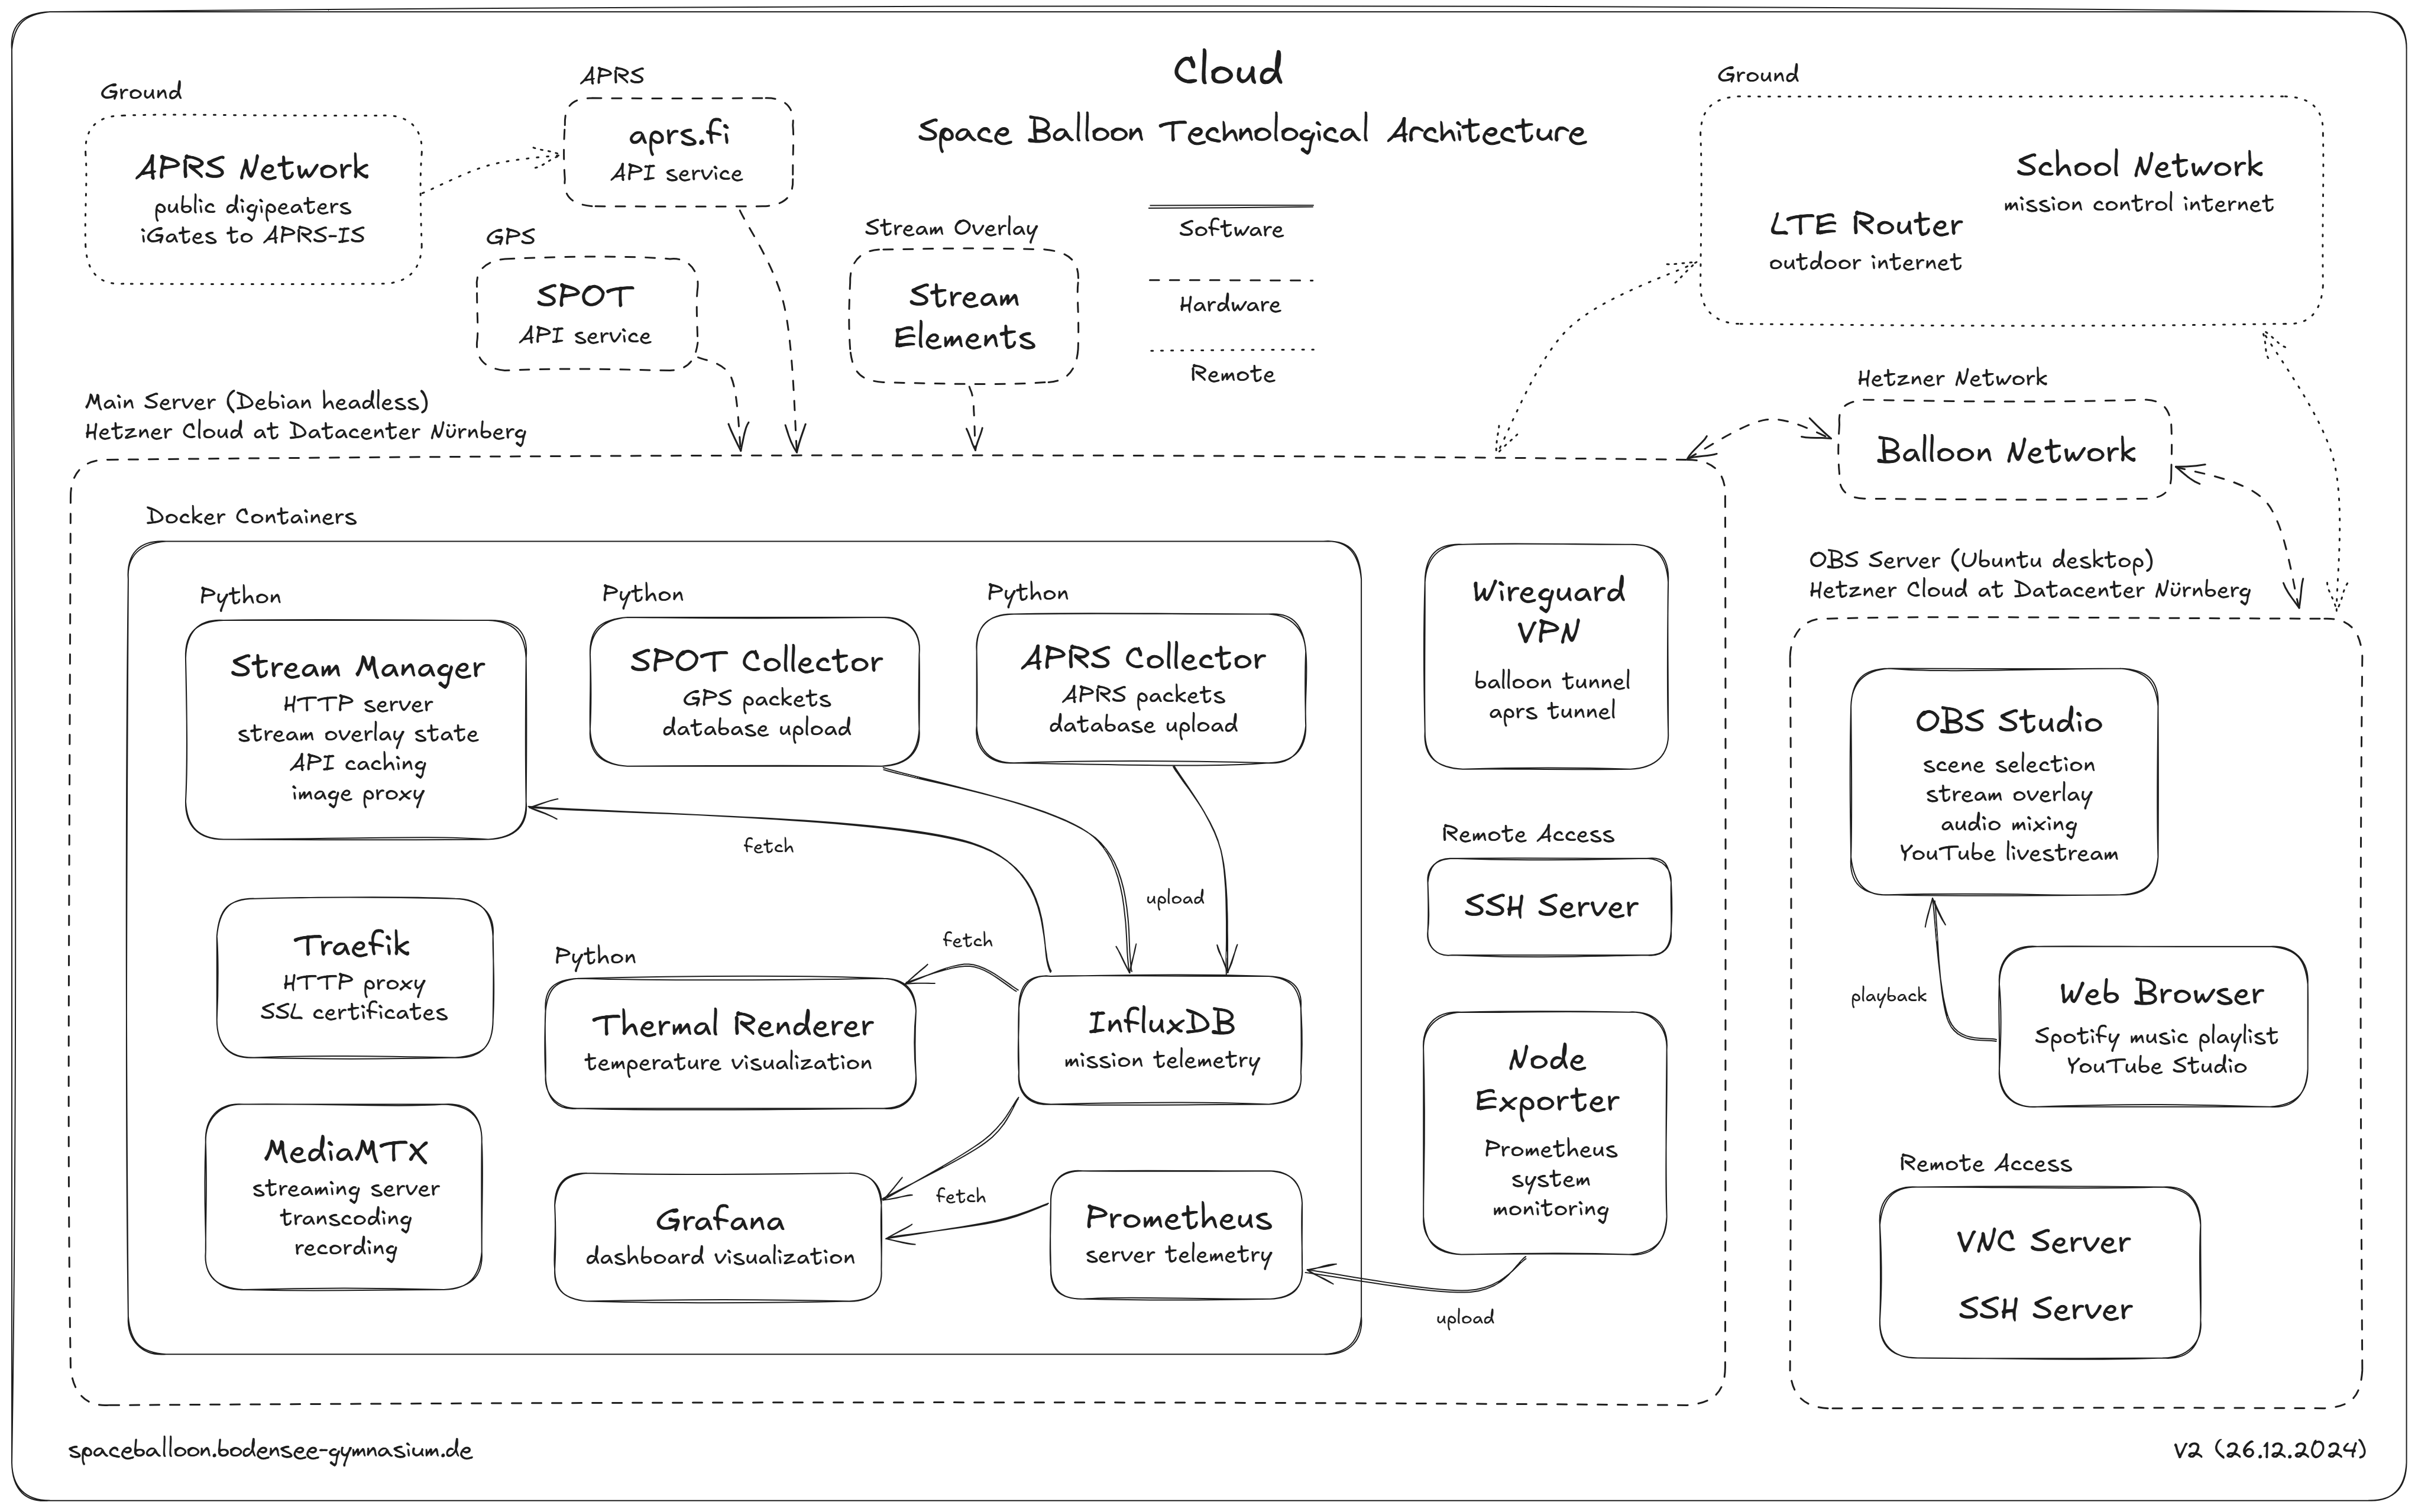 Cloud
Space Balloon Technological Architecture
Software
Hardware
Remote
Ground
APRS Network
public digipeaters
iGates to APRS-IS
APRS
aprs.fi
API service
GPS
SPOT
API service
Stream Overlay
Stream
Elements
Ground
School Network
mission control internet
LTE Router
outdoor internet
Hetzner Network
Balloon Network
Main Server (Debian headless)
Hetzner Cloud at Datacenter Nürnberg
Docker Containers
Python
Stream Manager
HTTP server
stream overlay state
API caching
image proxy
Python
SPOT Collector
GPS packets
database upload
Python
APRS Collector
APRS packets
database upload
fetch
upload
fetch
Traefik
HTTP proxy
SSL certificates
Python
Thermal Renderer
temperature visualization
InfluxDB
mission telemetry
MediaMTX
streaming server
transcoding
recording
Grafana
dashboard visualization
fetch
Prometheus
server telemetry
Wireguard
VPN
balloon tunnel
aprs tunnel
Remote Access
SSH Server
Node
Exporter
Prometheus
system
monitoring
upload
OBS Server (Ubuntu desktop)
Hetzner Cloud at Datacenter Nürnberg
OBS Studio
scene selection
stream overlay
audio mixing
YouTube livestream
playback
Web Browser
Spotify music playlist
YouTube Studio
Remote Access
VNC Server
SSH Server
spaceballoon.bodensee-gymnasium.de
V2 (26.12.2024)